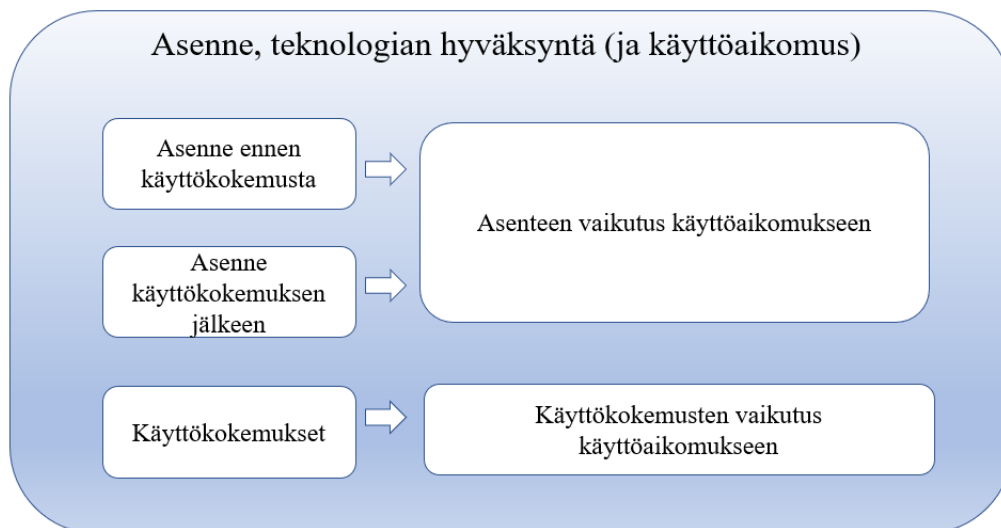 Asenne, teknologian hyväksyntä (ja käyttöaikomus)
Asenne ennen
käyttökokemusta
Asenteen vaikutus käyttöaikomukseen
Asenne
käyttökokemuksen
jälkeen
Käyttökokemukset
Käyttökokemusten vaikutus
käyttöaikomukseen